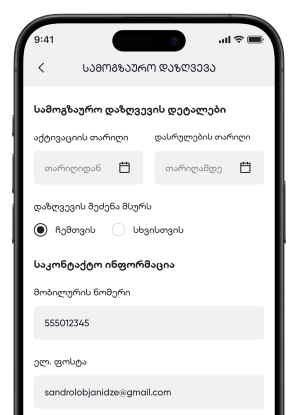 9:41
ᲡᲐᲛᲝᲒᲖᲐᲣᲠᲝ ᲓᲐᲖᲦᲕᲔᲕᲐ
სამოგზაურო დაზღვევის დეტალები
აქტივაციის თარიღი დასრულების თარიღი
თარიღიდან თარიღამდე
დაზღვევის შეძენა მსურს
ჩემთვის სხვისთვის
საკონტაქტო ინფორმაცია
მობილურის ნომერი
555012345
ელ. ფოსტა
sandrolobjanidze@gmail.com